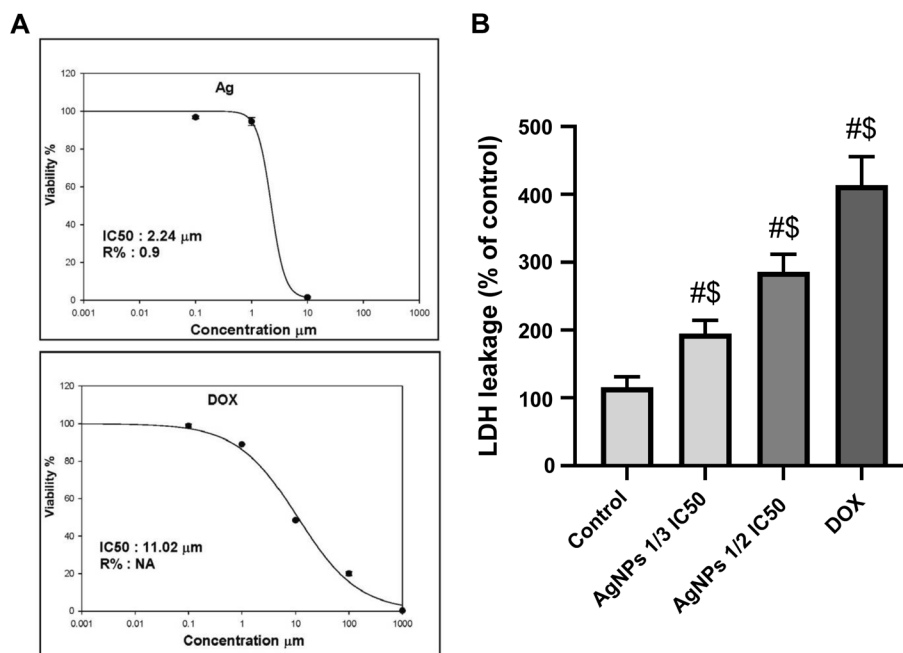 A
Ag
Viability %
120
100
80
60
40
20
0
IC50 : 2.24 μm
R% : 0.9
0.001 0.01 0.1 1 10 100 1000
Concentration μm
DOX
Viability %
120
100
80
60
40
20
0
IC50 : 11.02 μm
R% : NA
0.001 0.01 0.1 1 10 100 1000
Concentration μm
B
LDH leakage (% of control)
500
400
300
200
100
0
#$
#$
#$
Control
AgNPs 1/3 IC50
AgNPs 1/2 IC50
DOX